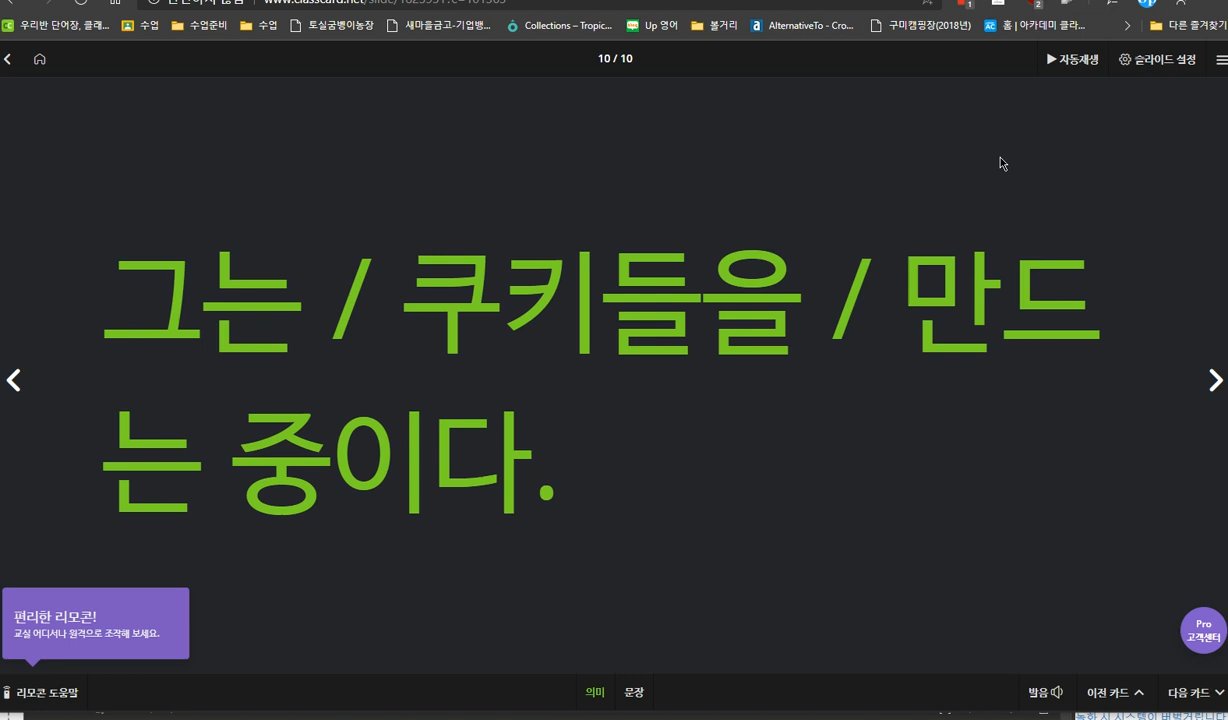 우리반 단어장, 클래... 수업 수업준비 수업 토실굼벵이농장 새마을금고-기업뱅... Collections – Tropic... Up 영어 볼거리 AlternativeTo - Cro... 구미캠핑장(2018년) 홈 | 아카데미 클라... 다른 즐겨찾기
10 / 10
자동재생 슬라이드 설정
그는 / 쿠키들을 / 만드
는 중이다.
편리한 리모콘!
교실 어디서나 원격으로 조작해 보세요.
Pro
고객센터
리모콘 도움말 의미 문장 발음 이전 카드 다음 카드